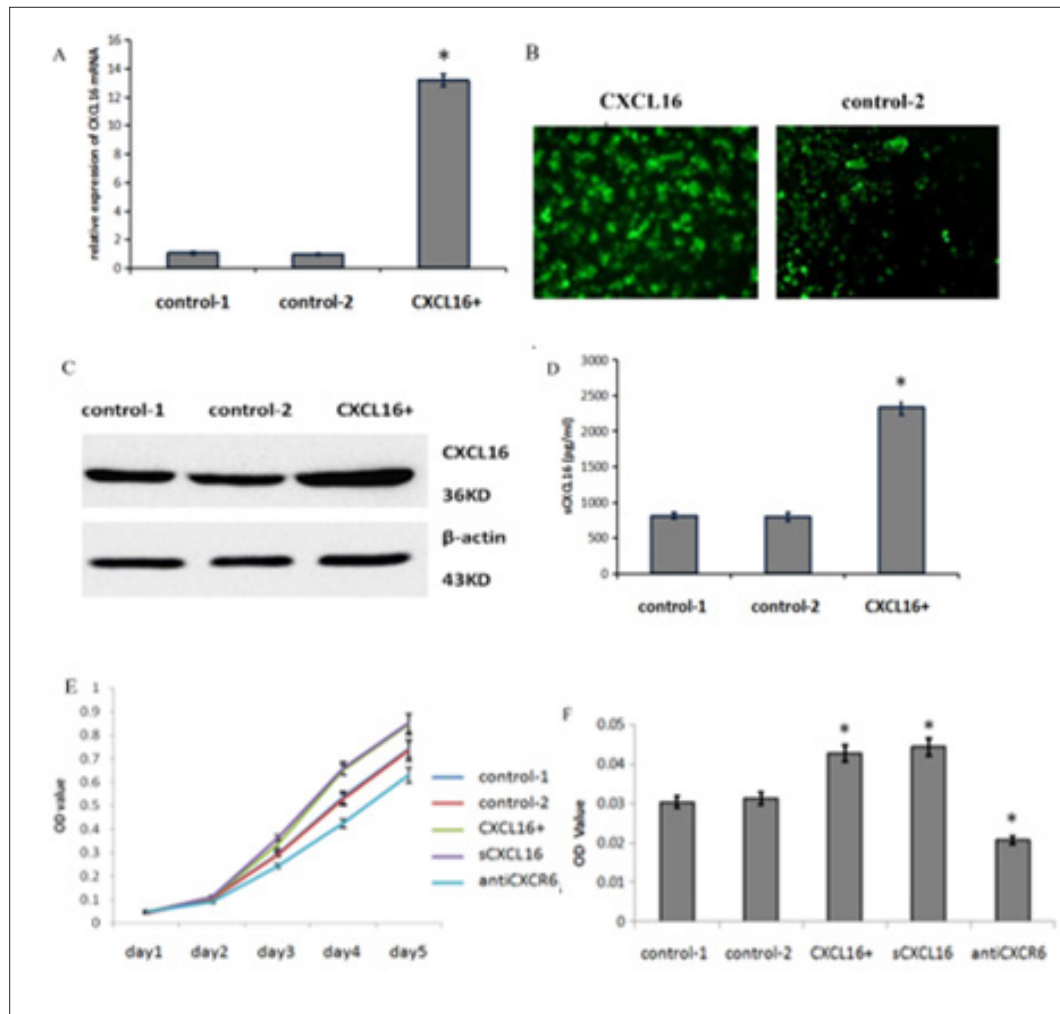 A
relative expression of CXCL16 mRNA
16
14
12
10
8
6
4
2
0
*
control-1 control-2 CXCL16+
B
CXCL16 control-2
C
control-1 control-2 CXCL16+
CXCL16
36KD
β-actin
43KD
D
sCXCL16 (pg/ml)
3000
2500
2000
1500
1000
500
0
*
control-1 control-2 CXCL16+
E
OD value
1
0.9
0.8
0.7
0.6
0.5
0.4
0.3
0.2
0.1
0
day1 day2 day3 day4 day5
control-1
control-2
CXCL16+
sCXCL16
antiCXCR6
F
OD Value
0.05
0.04
0.03
0.02
0.01
0
* * *
control-1 control-2 CXCL16+ sCXCL16 antiCXCR6